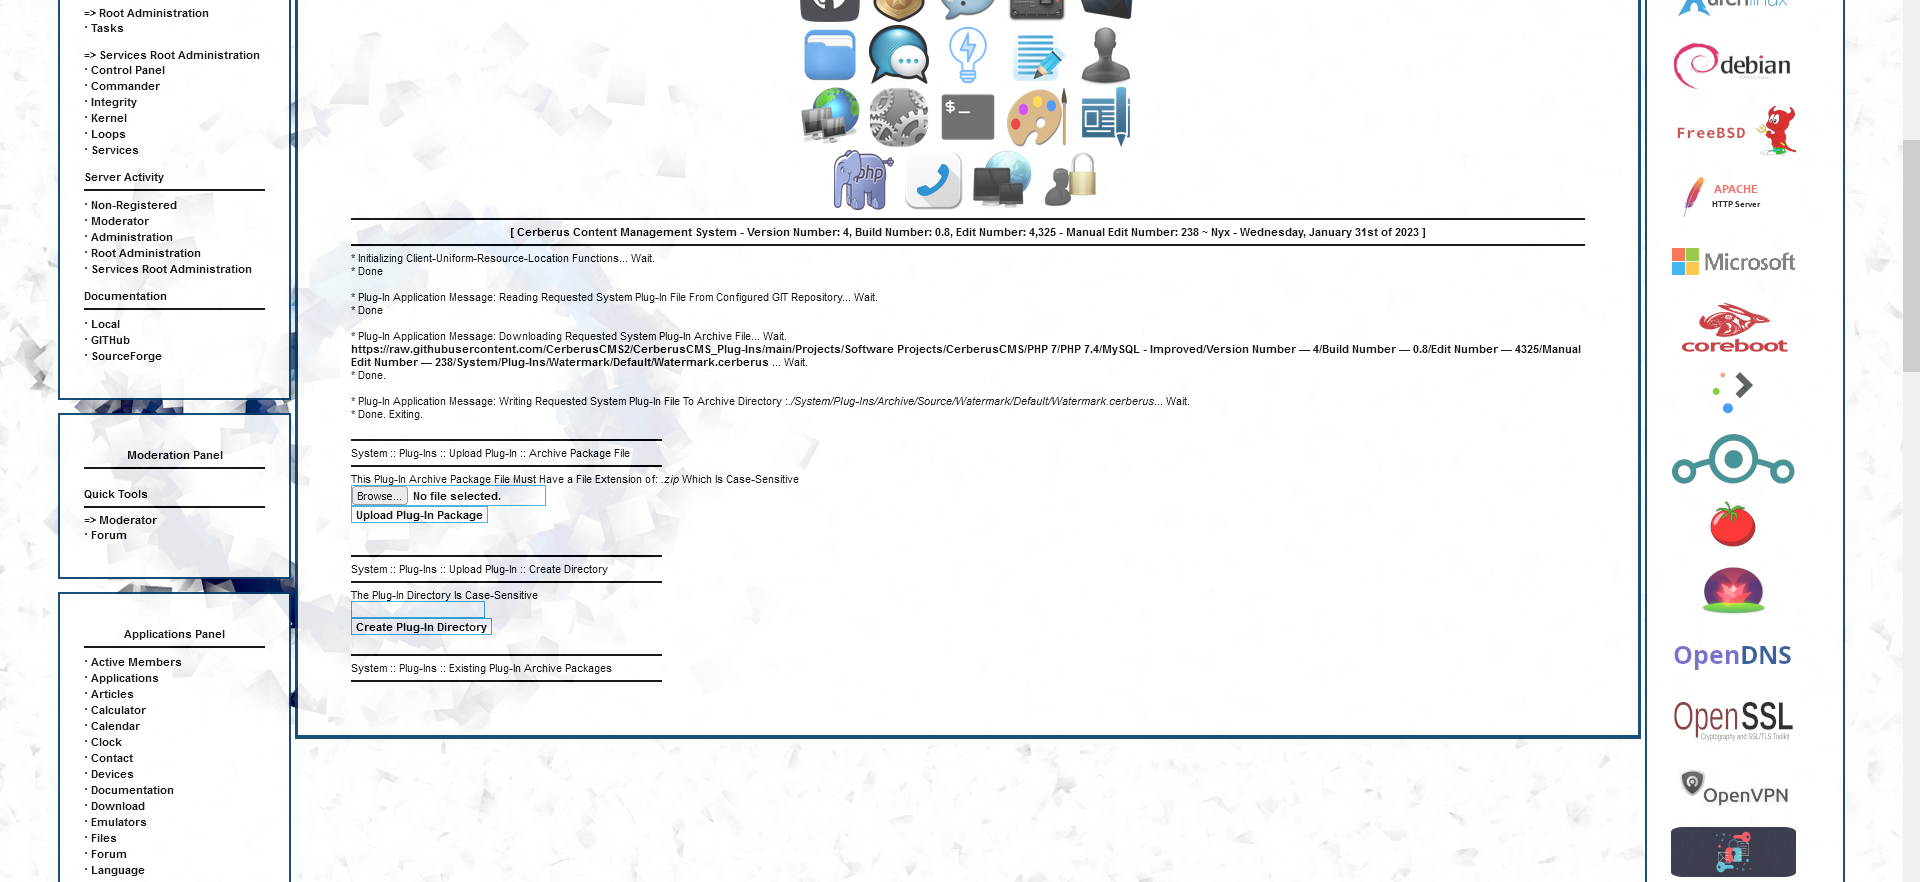 => Root Administration
· Tasks
=> Services Root Administration
· Control Panel
· Commander
· Integrity
· Kernel
· Loops
· Services
Server Activity
· Non-Registered
· Moderator
· Administration
· Root Administration
· Services Root Administration
Documentation
· Local
· GITHub
· SourceForge
Moderation Panel
Quick Tools
=> Moderator
· Forum
Applications Panel
· Active Members
· Applications
· Articles
· Calculator
· Calendar
· Clock
· Contact
· Devices
· Documentation
· Download
· Emulators
· Files
· Forum
· Language
$_
php
[ Cerberus Content Management System - Version Number: 4, Build Number: 0.8, Edit Number: 4,325 - Manual Edit Number: 238 ~ Nyx - Wednesday, January 31st of 2023 ]
* Initializing Client-Uniform-Resource-Location Functions... Wait.
* Done
* Plug-In Application Message: Reading Requested System Plug-In File From Configured GIT Repository... Wait.
* Done
* Plug-In Application Message: Downloading Requested System Plug-In Archive File... Wait.
https://raw.githubusercontent.com/CerberusCMS2/CerberusCMS_Plug-Ins/main/Projects/Software Projects/CerberusCMS/PHP 7/PHP 7.4/MySQL - Improved/Version Number — 4/Build Number — 0.8/Edit Number — 4325/Manual
Edit Number — 238/System/Plug-Ins/Watermark/Default/Watermark.cerberus ... Wait.
* Done.
* Plug-In Application Message: Writing Requested System Plug-In File To Archive Directory :./System/Plug-Ins/Archive/Source/Watermark/Default/Watermark.cerberus... Wait.
* Done. Exiting.
System :: Plug-Ins :: Upload Plug-In :: Archive Package File
This Plug-In Archive Package File Must Have a File Extension of: .zip Which Is Case-Sensitive
Browse... No file selected.
Upload Plug-In Package
System :: Plug-Ins :: Upload Plug-In :: Create Directory
The Plug-In Directory Is Case-Sensitive
Create Plug-In Directory
System :: Plug-Ins :: Existing Plug-In Archive Packages
archlinux
debian
FreeBSD
APACHE
HTTP Server
Microsoft
coreboot
OpenDNS
OpenSSL
Cryptography and SSL/TLS Toolkit
OpenVPN